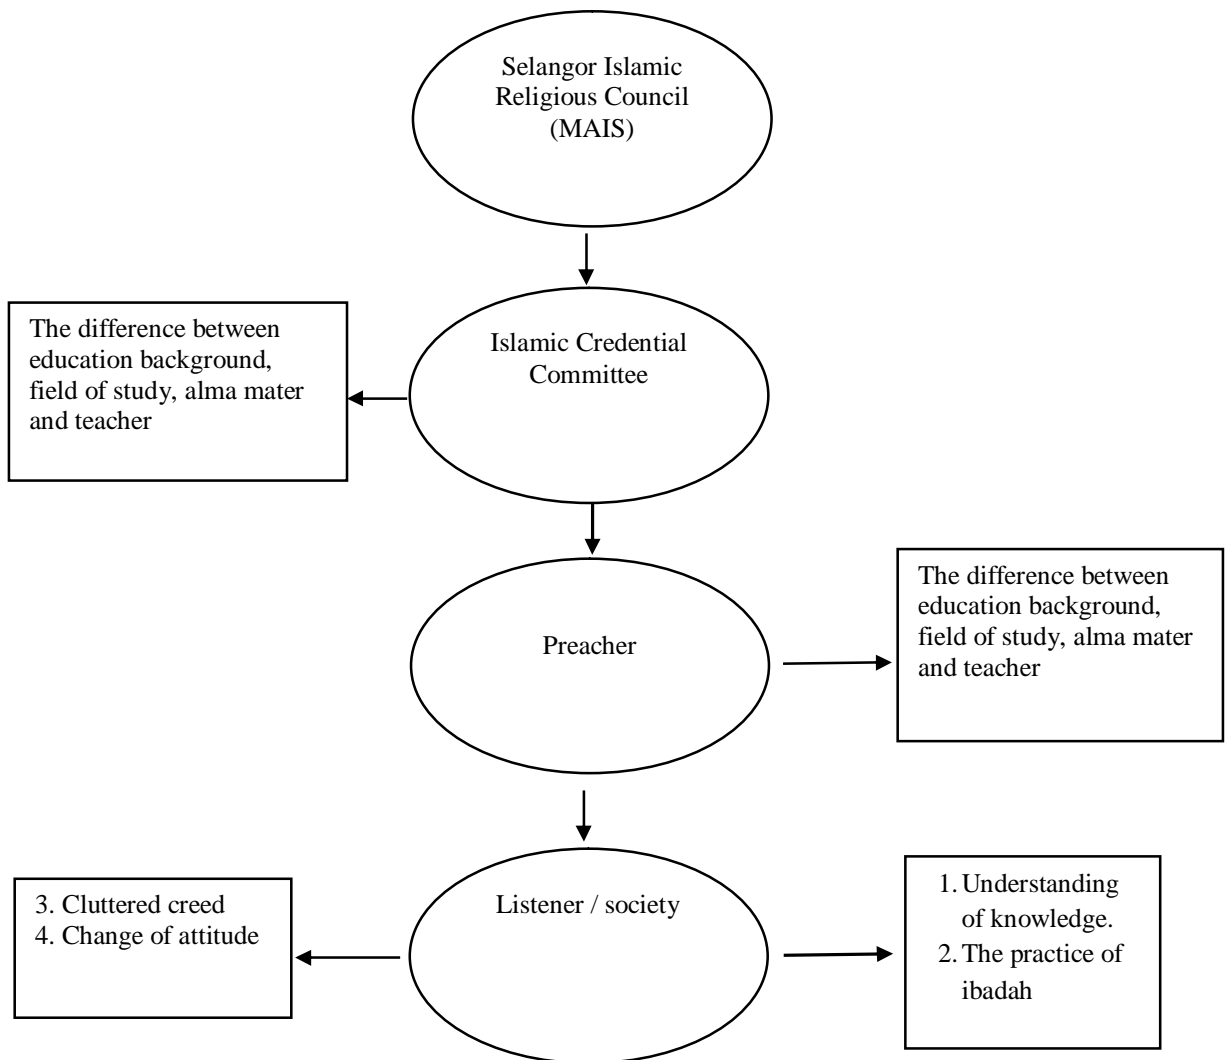 Selangor Islamic
Religious Council
(MAIS)
The difference between
education background,
field of study, alma mater
and teacher
Islamic Credential
Committee
Preacher
The difference between
education background,
field of study, alma mater
and teacher
3. Cluttered creed
4. Change of attitude
Listener / society
1. Understanding
of knowledge.
2. The practice of
ibadah